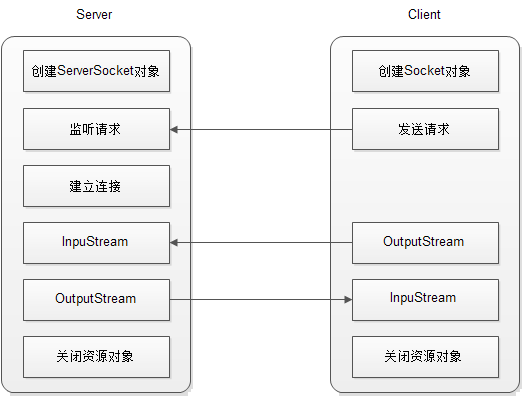 Server
创建ServerSocket对象
监听请求
建立连接
InpuStream
OutputStream
关闭资源对象
Client
创建Socket对象
发送请求
OutputStream
InpuStream
关闭资源对象